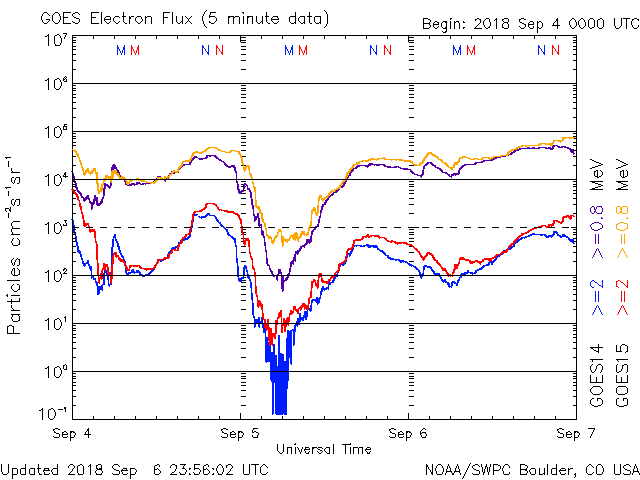 GOES Electron Flux (5 minute data)
Begin: 2018 Sep 4 0000 UTC
10⁷
M M N N M M N N M M N N
10⁶
10⁵
10⁴
10³
10²
10¹
10⁰
10⁻¹
Particles cm⁻²s⁻¹sr⁻¹
GOES14 >=2 >=0.8 MeV
GOES15 >=2 >=0.8 MeV
Sep 4 Sep 5 Sep 6 Sep 7
Universal Time
Updated 2018 Sep 6 23:56:02 UTC
NOAA/SWPC Boulder, CO USA